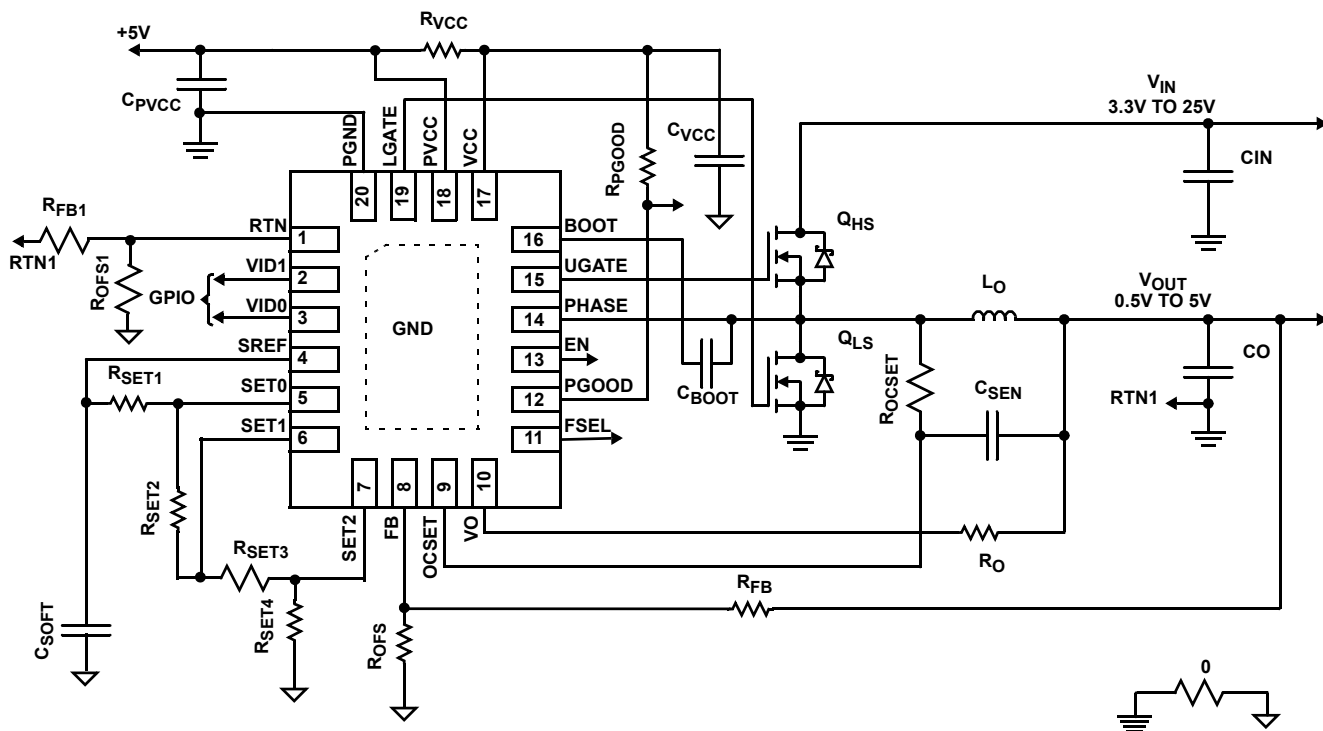 RVCC
+5V
VIN
3.3V TO 25V
CPVCC
PGND
LGATE
PVCC
VCC
RPGOOD
CVCC
CIN
20
19
18
17
RFB1
RTN
1
RTN1
ROFS1
VID1
2
GPIO
VID0
3
SREF
4
RSET1
SET0
5
SET1
6
GND
BOOT
16
UGATE
15
PHASE
14
EN
13
PGOOD
12
FSEL
11
QHS
LO
VOUT
0.5V TO 5V
QLS
CBOOT
ROCSET
CSEN
CO
RTN1
7
8
9
10
RSET2
SET2
FB
OCSET
VO
RSET3
RO
RFB
CSOFT
RSET4
ROFS
0